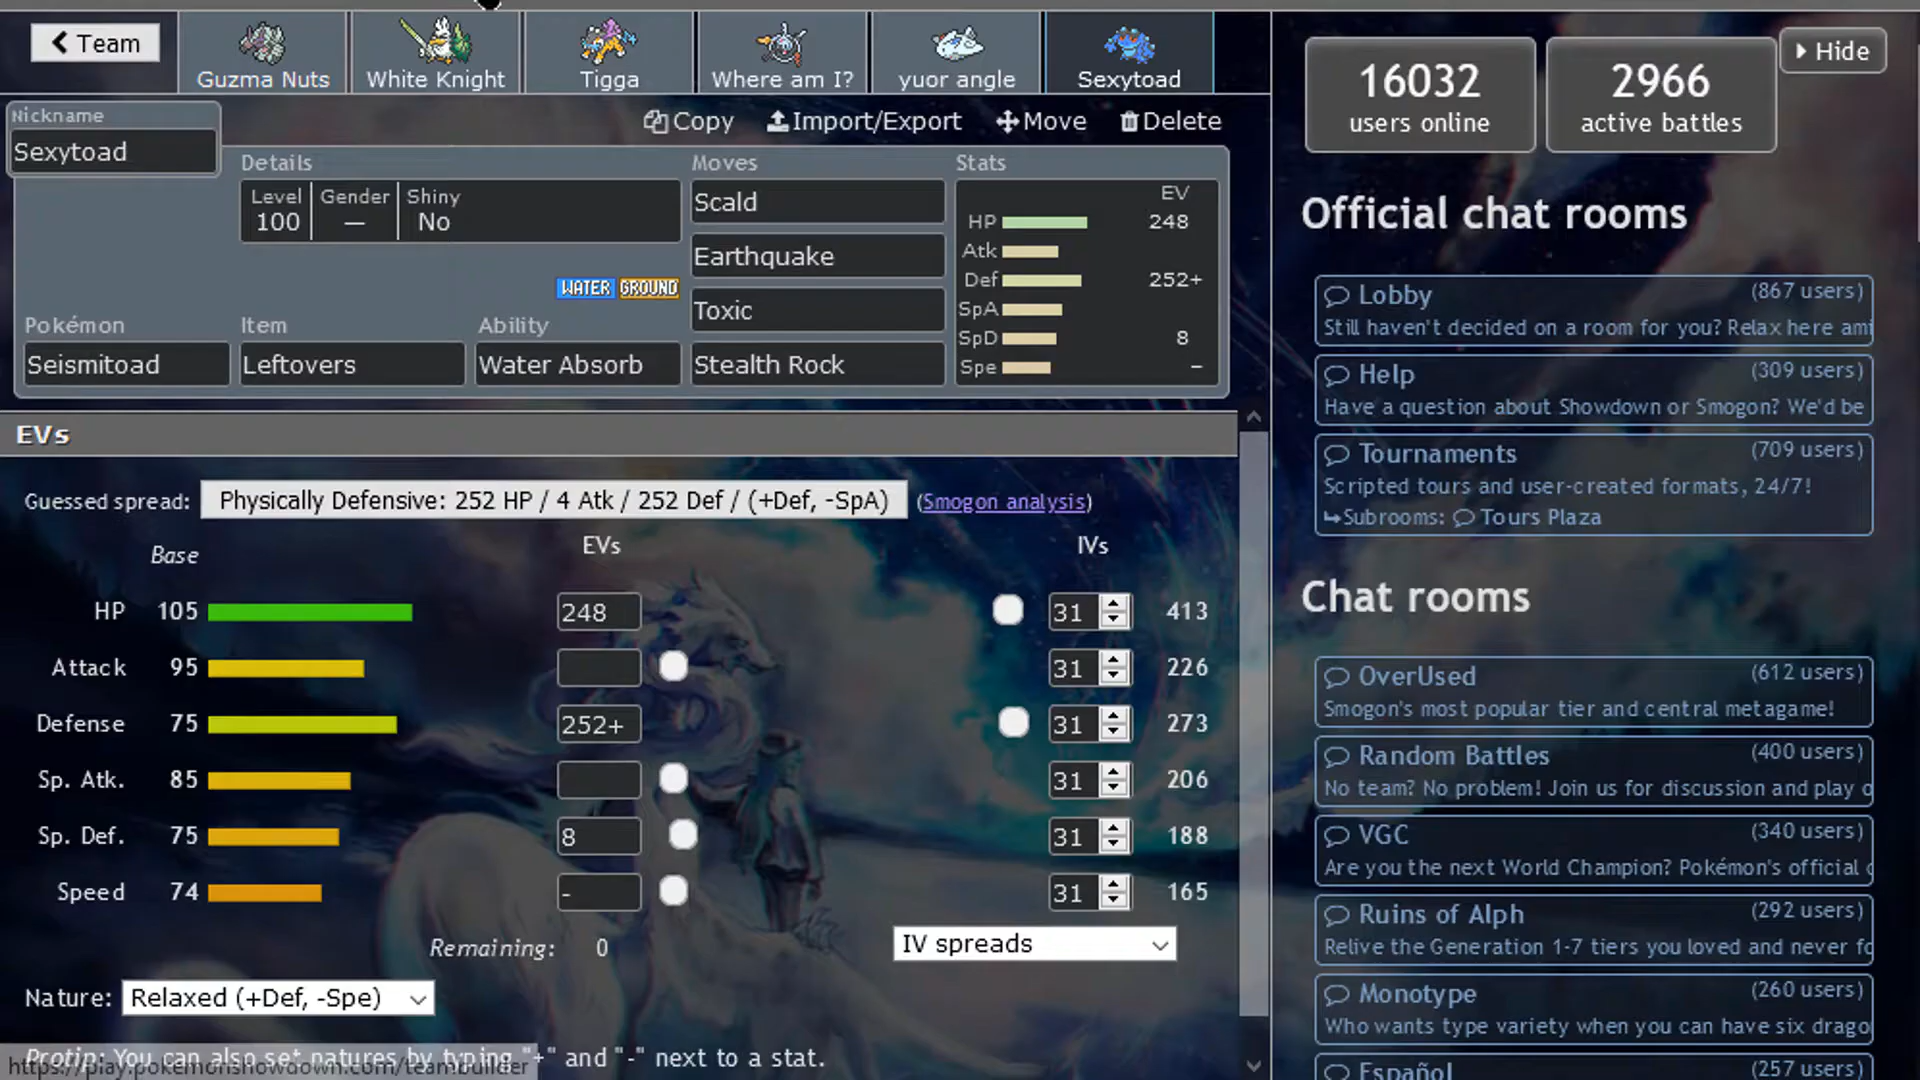 Team
Guzma Nuts
White Knight
Tigga
Where am I?
yuor angle
Sexytoad
Copy
Import/Export
Move
Delete
Nickname
Sexytoad
Details
Level
100
Gender
—
Shiny
No
WATER GROUND
Pokémon
Seismitoad
Item
Leftovers
Ability
Water Absorb
Moves
Scald
Earthquake
Toxic
Stealth Rock
Stats
EV
HP 248
Atk
Def 252+
SpA
SpD 8
Spe –
EVs
Guessed spread: Physically Defensive: 252 HP / 4 Atk / 252 Def / (+Def, -SpA) (Smogon analysis)
Base EVs IVs
HP 105 248 31 413
Attack 95 31 226
Defense 75 252+ 31 273
Sp. Atk. 85 31 206
Sp. Def. 75 8 31 188
Speed 74 - 31 165
Remaining: 0
IV spreads
Nature: Relaxed (+Def, -Spe)
Protip: You can also set natures by typing "+" and "-" next to a stat.
https://play.pokemonshowdown.com/teambuilder
16032
users online
2966
active battles
Hide
Official chat rooms
Lobby (867 users)
Still haven't decided on a room for you? Relax here ami
Help (309 users)
Have a question about Showdown or Smogon? We'd be
Tournaments (709 users)
Scripted tours and user-created formats, 24/7!
Subrooms: Tours Plaza
Chat rooms
OverUsed (612 users)
Smogon's most popular tier and central metagame!
Random Battles (400 users)
No team? No problem! Join us for discussion and play o
VGC (340 users)
Are you the next World Champion? Pokémon's official c
Ruins of Alph (292 users)
Relive the Generation 1-7 tiers you loved and never fo
Monotype (260 users)
Who wants type variety when you can have six drago
Español (257 users)